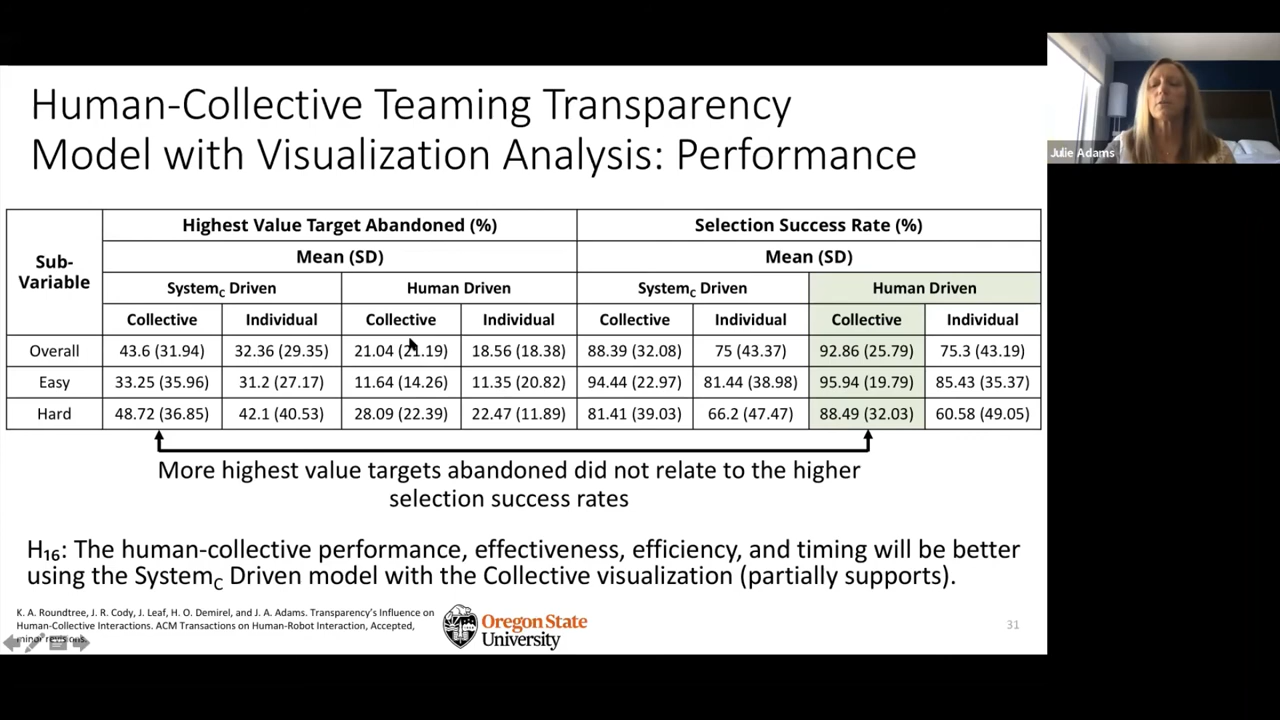 Human-Collective Teaming Transparency
Model with Visualization Analysis: Performance
Julie Adams
Sub-Variable Highest Value Target Abandoned (%) Selection Success Rate (%)
Mean (SD) Mean (SD)
System_C Driven Human Driven System_C Driven Human Driven
Collective Individual Collective Individual Collective Individual Collective Individual
Overall 43.6 (31.94) 32.36 (29.35) 21.04 (21.19) 18.56 (18.38) 88.39 (32.08) 75 (43.37) 92.86 (25.79) 75.3 (43.19)
Easy 33.25 (35.96) 31.2 (27.17) 11.64 (14.26) 11.35 (20.82) 94.44 (22.97) 81.44 (38.98) 95.94 (19.79) 85.43 (35.37)
Hard 48.72 (36.85) 42.1 (40.53) 28.09 (22.39) 22.47 (11.89) 81.41 (39.03) 66.2 (47.47) 88.49 (32.03) 60.58 (49.05)
More highest value targets abandoned did not relate to the higher
selection success rates
H₁₆: The human-collective performance, effectiveness, efficiency, and timing will be better
using the System_C Driven model with the Collective visualization (partially supports).
K. A. Roundtree, J. R. Cody, J. Leaf, H. O. Demirel, and J. A. Adams. Transparency's Influence on
Human-Collective Interactions. ACM Transactions on Human-Robot Interaction, Accepted,
minor revisions.
Oregon State
University
31